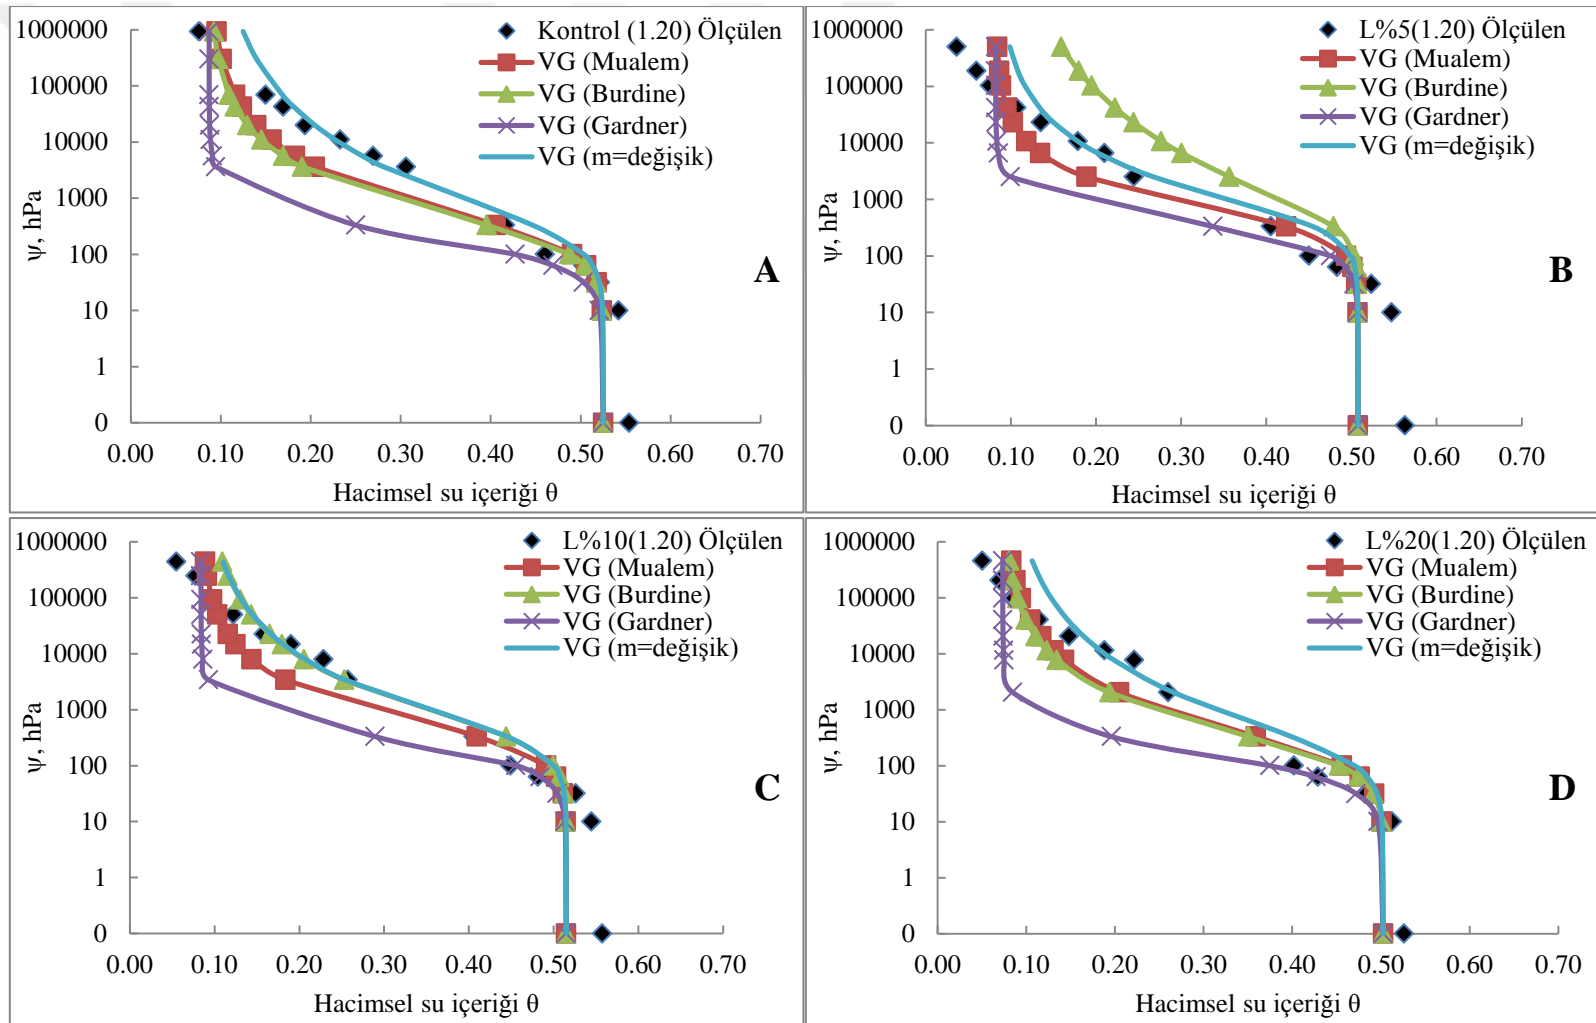 Kontrol (1.20) Ölçülen
VG (Mualem)
VG (Burdine)
VG (Gardner)
VG (m=değişik)
1000000
100000
10000
1000
100
10
1
0
ψ, hPa
A
0.00 0.10 0.20 0.30 0.40 0.50 0.60 0.70
Hacimsel su içeriği θ
L%5(1.20) Ölçülen
VG (Mualem)
VG (Burdine)
VG (Gardner)
VG (m=değişik)
1000000
100000
10000
1000
100
10
1
0
ψ, hPa
B
0.00 0.10 0.20 0.30 0.40 0.50 0.60 0.70
Hacimsel su içeriği θ
L%10(1.20) Ölçülen
VG (Mualem)
VG (Burdine)
VG (Gardner)
VG (m=değişik)
1000000
100000
10000
1000
100
10
1
0
ψ, hPa
C
0.00 0.10 0.20 0.30 0.40 0.50 0.60 0.70
Hacimsel su içeriği θ
L%20(1.20) Ölçülen
VG (Mualem)
VG (Burdine)
VG (Gardner)
VG (m=değişik)
1000000
100000
10000
1000
100
10
1
0
ψ, hPa
D
0.00 0.10 0.20 0.30 0.40 0.50 0.60 0.70
Hacimsel su içeriği θ